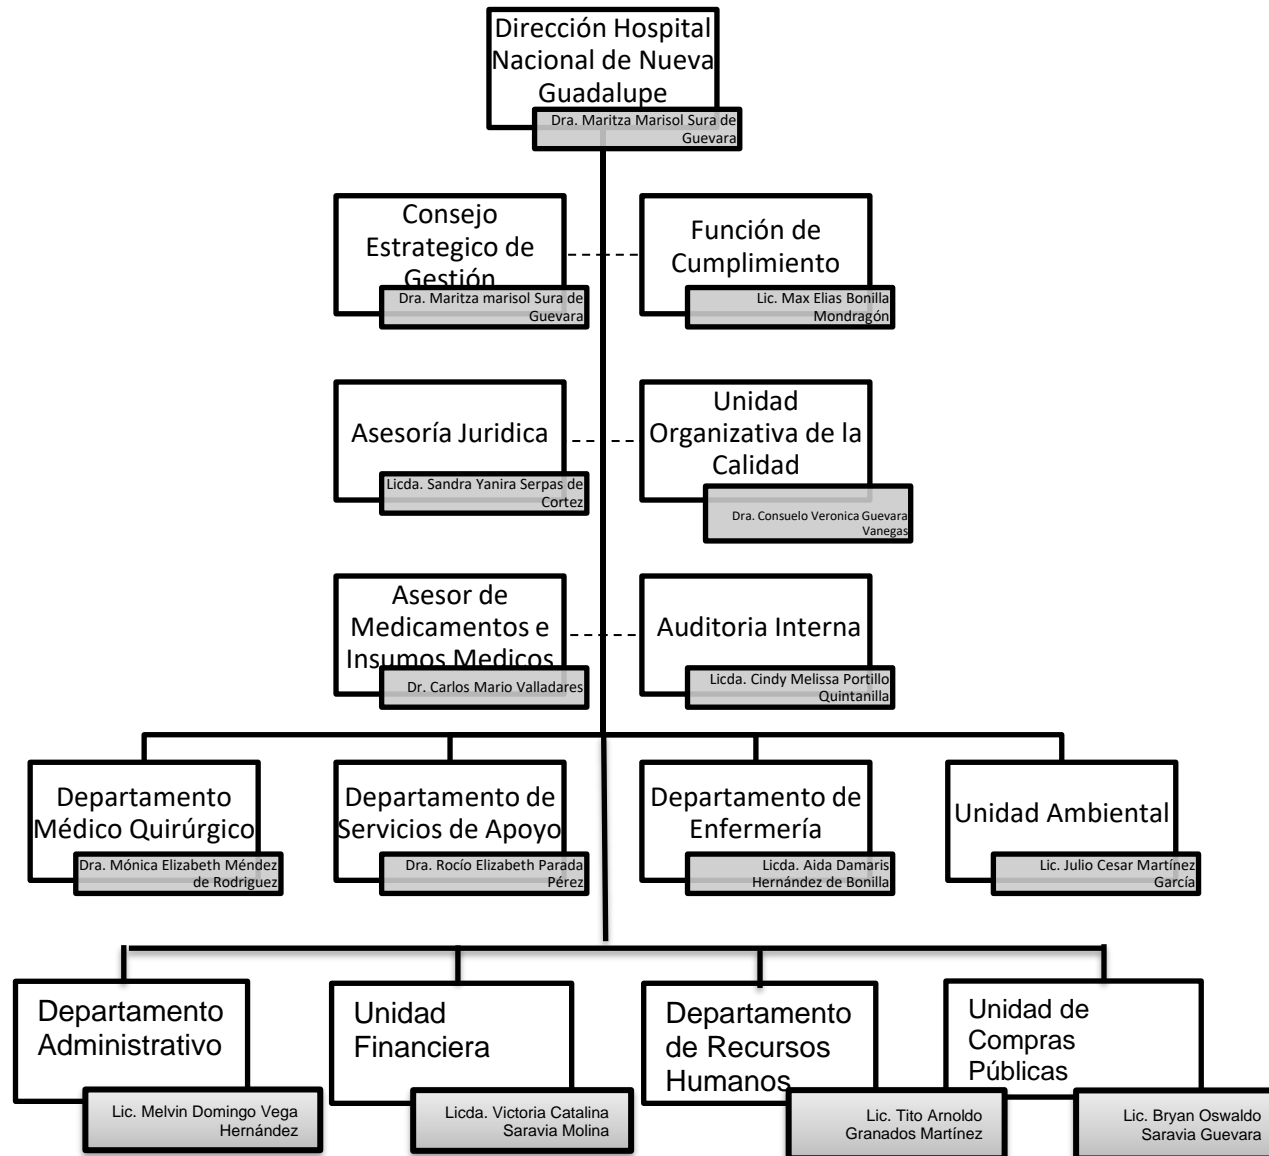 Dirección Hospital
Nacional de Nueva
Guadalupe
Dra. Maritza Marisol Sura de
Guevara
Consejo
Estrategico de
Gestión
Dra. Maritza marisol Sura de
Guevara
Función de
Cumplimiento
Lic. Max Elias Bonilla
Mondragón
Asesoría Juridica
Licda. Sandra Yanira Serpas de
Cortez
Unidad
Organizativa de la
Calidad
Dra. Consuelo Veronica Guevara
Vanegas
Asesor de
Medicamentos e
Insumos Medicos
Dr. Carlos Mario Valladares
Auditoria Interna
Licda. Cindy Melissa Portillo
Quintanilla
Departamento
Médico Quirúrgico
Dra. Mónica Elizabeth Méndez
de Rodriguez
Departamento de
Servicios de Apoyo
Dra. Rocío Elizabeth Parada
Pérez
Departamento de
Enfermería
Licda. Aida Damaris
Hernández de Bonilla
Unidad Ambiental
Lic. Julio Cesar Martínez
García
Departamento
Administrativo
Lic. Melvin Domingo Vega
Hernández
Unidad
Financiera
Licda. Victoria Catalina
Saravia Molina
Departamento
de Recursos
Humanos
Lic. Tito Arnoldo
Granados Martínez
Unidad de
Compras
Públicas
Lic. Bryan Oswaldo
Saravia Guevara